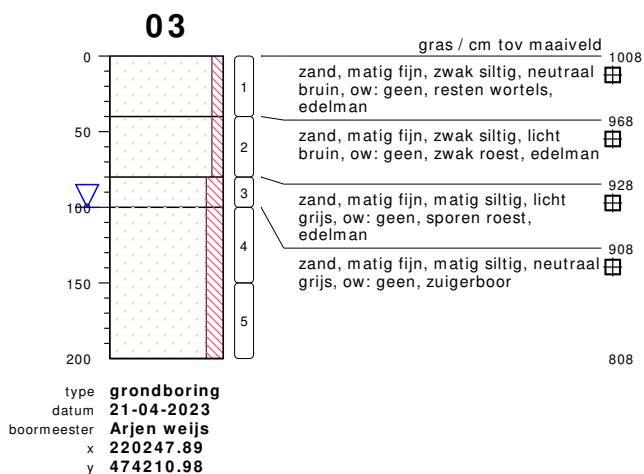 03
gras / cm tov maaiveld
0
1008
zand, matig fijn, zwak siltig, neutraal
bruin, ow: geen, resten wortels,
edelman
1
968
zand, matig fijn, zwak siltig, licht
bruin, ow: geen, zwak roest, edelman
50
2
928
zand, matig fijn, matig siltig, licht
grijs, ow: geen, sporen roest,
edelman
3
100
908
zand, matig fijn, matig siltig, neutraal
grijs, ow: geen, zuigerboor
4
150
5
200
808
type grondboring
datum 21-04-2023
boormeester Arjen weijs
x 220247.89
y 474210.98